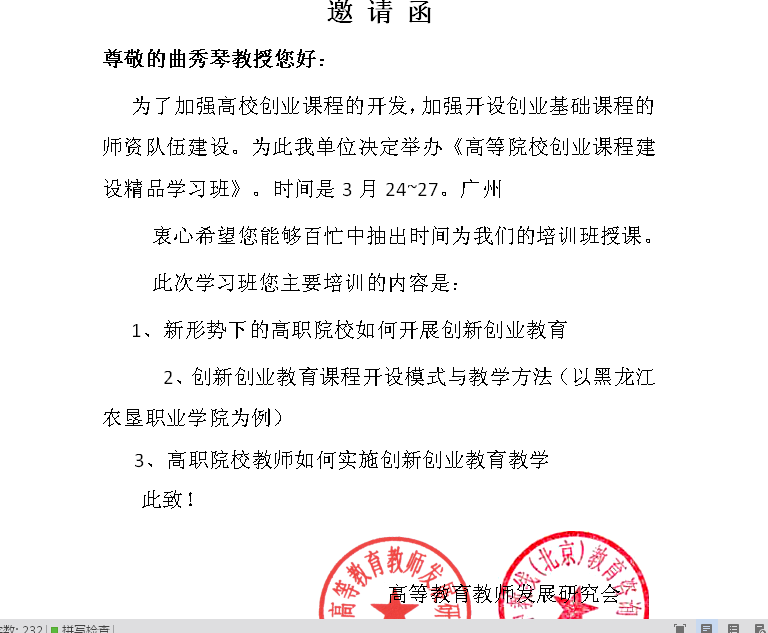 邀 请 函
尊敬的曲秀琴教授您好：
为了加强高校创业课程的开发，加强开设创业基础课程的
师资队伍建设。为此我单位决定举办《高等院校创业课程建
设精品学习班》。时间是 3 月 24~27。广州
衷心希望您能够百忙中抽出时间为我们的培训班授课。
此次学习班您主要培训的内容是：
1、新形势下的高职院校如何开展创新创业教育
2、创新创业教育课程开设模式与教学方法（以黑龙江
农垦职业学院为例）
3、高职院校教师如何实施创新创业教育教学
此致！
高等教育教师发展研
线(北京)教育咨询
高等教育教师发展研究会
数: 232
拼写检查